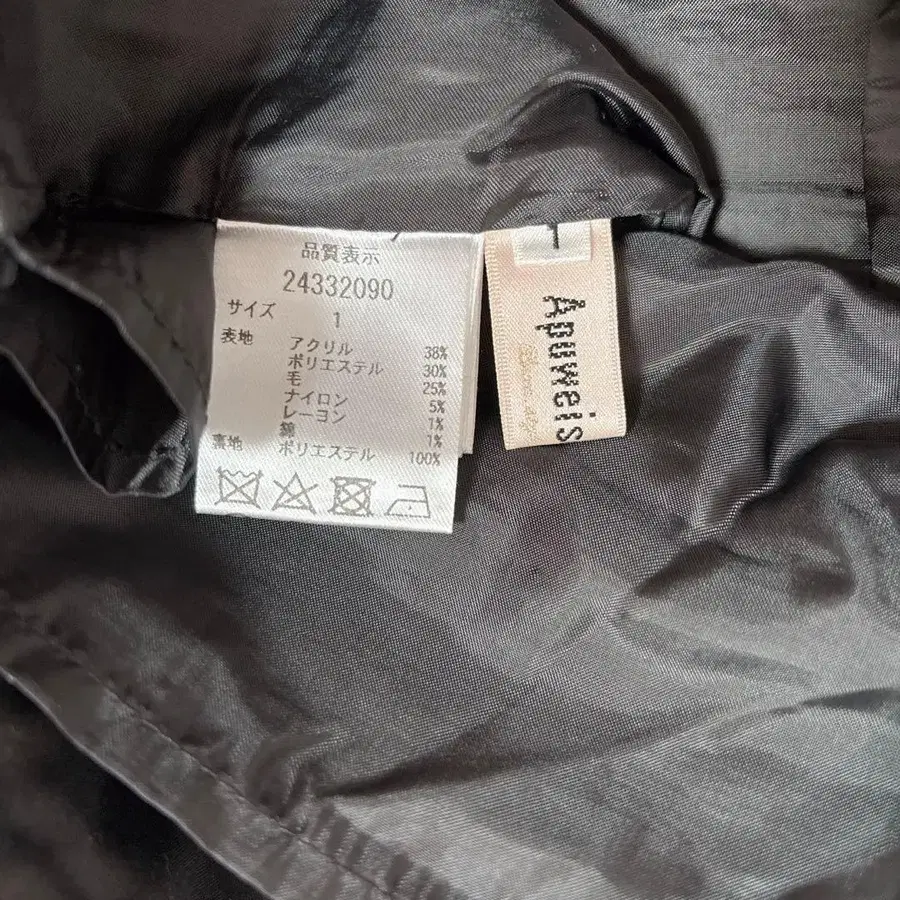 品質表示
24332090
サイズ 1
表地 アクリル 38%
ポリエステル 30%
毛 25%
ナイロン 5%
レーヨン 1%
綿 1%
裏地 ポリエステル 100%
1
Apuweis